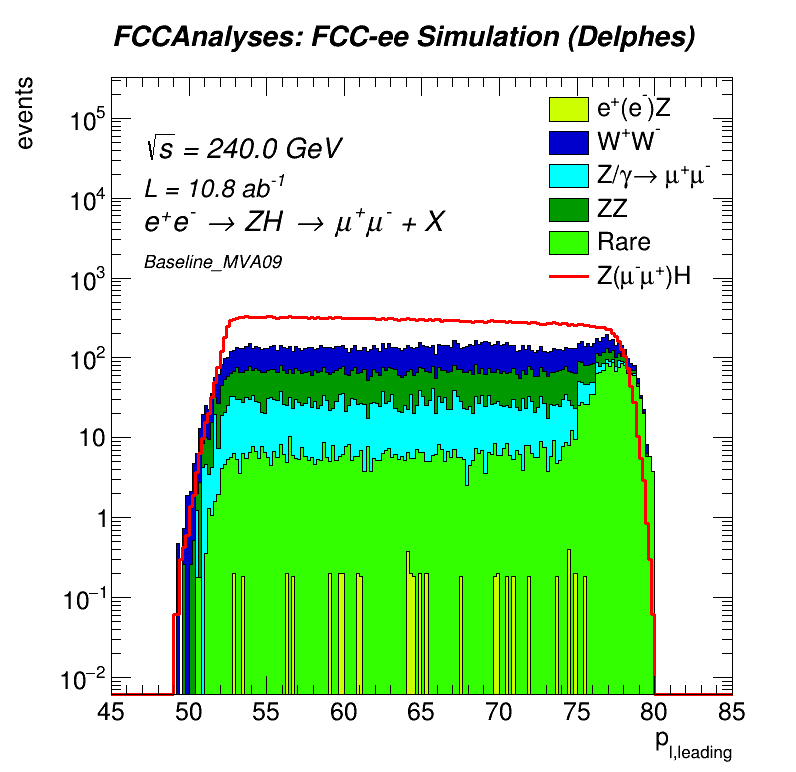 FCCAnalyses: FCC-ee Simulation (Delphes)
events
√s = 240.0 GeV
L = 10.8 ab⁻¹
e⁺e⁻ → ZH → μ⁺μ⁻ + X
Baseline_MVA09
e⁺(e⁻)Z
W⁺W⁻
Z/γ→ μ⁺μ⁻
ZZ
Rare
Z(μ⁻μ⁺)H
10⁵
10⁴
10³
10²
10
1
10⁻¹
10⁻²
45 50 55 60 65 70 75 80 85
p_l,leading